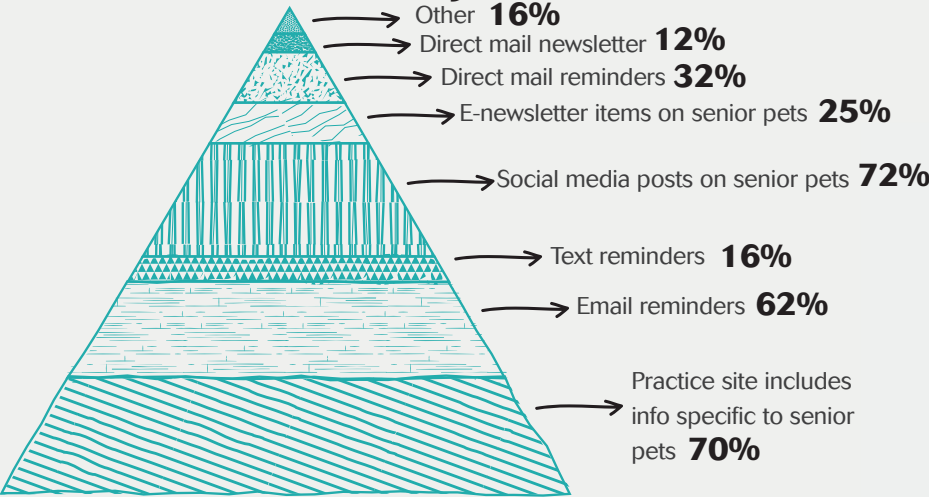 Other 16%
Direct mail newsletter 12%
Direct mail reminders 32%
E-newsletter items on senior pets 25%
Social media posts on senior pets 72%
Text reminders 16%
Email reminders 62%
Practice site includes
info specific to senior
pets 70%